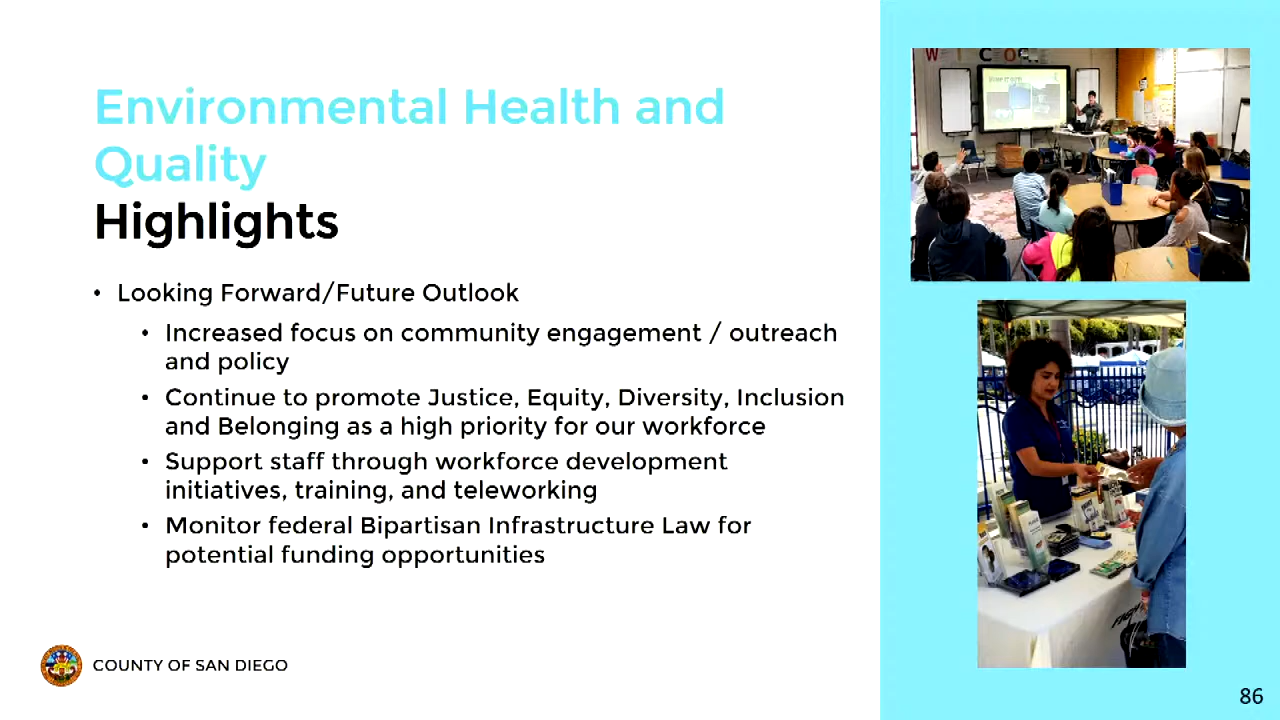 Environmental Health and
Quality
Highlights
• Looking Forward/Future Outlook
• Increased focus on community engagement / outreach
and policy
• Continue to promote Justice, Equity, Diversity, Inclusion
and Belonging as a high priority for our workforce
• Support staff through workforce development
initiatives, training, and teleworking
• Monitor federal Bipartisan Infrastructure Law for
potential funding opportunities
COUNTY OF SAN DIEGO
86